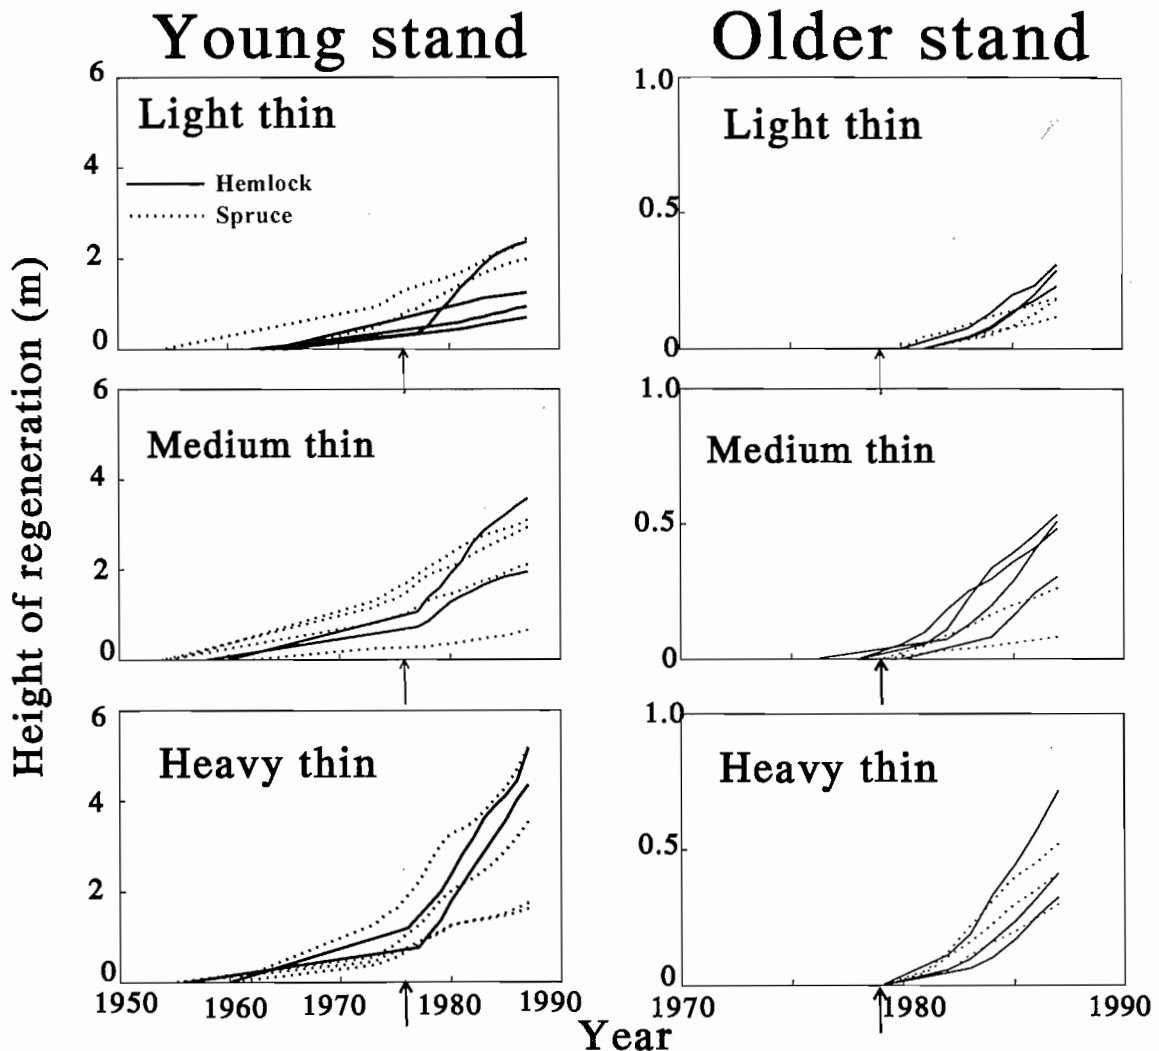 Young stand
Older stand
Height of regeneration (m)
6
4
2
0
Light thin
Hemlock
Spruce
1.0
0.5
0
Light thin
6
4
2
0
Medium thin
1.0
0.5
0
Medium thin
6
4
2
0
Heavy thin
1950 1960 1970 1980 1990
1.0
0.5
0
Heavy thin
1970 1980 1990
Year